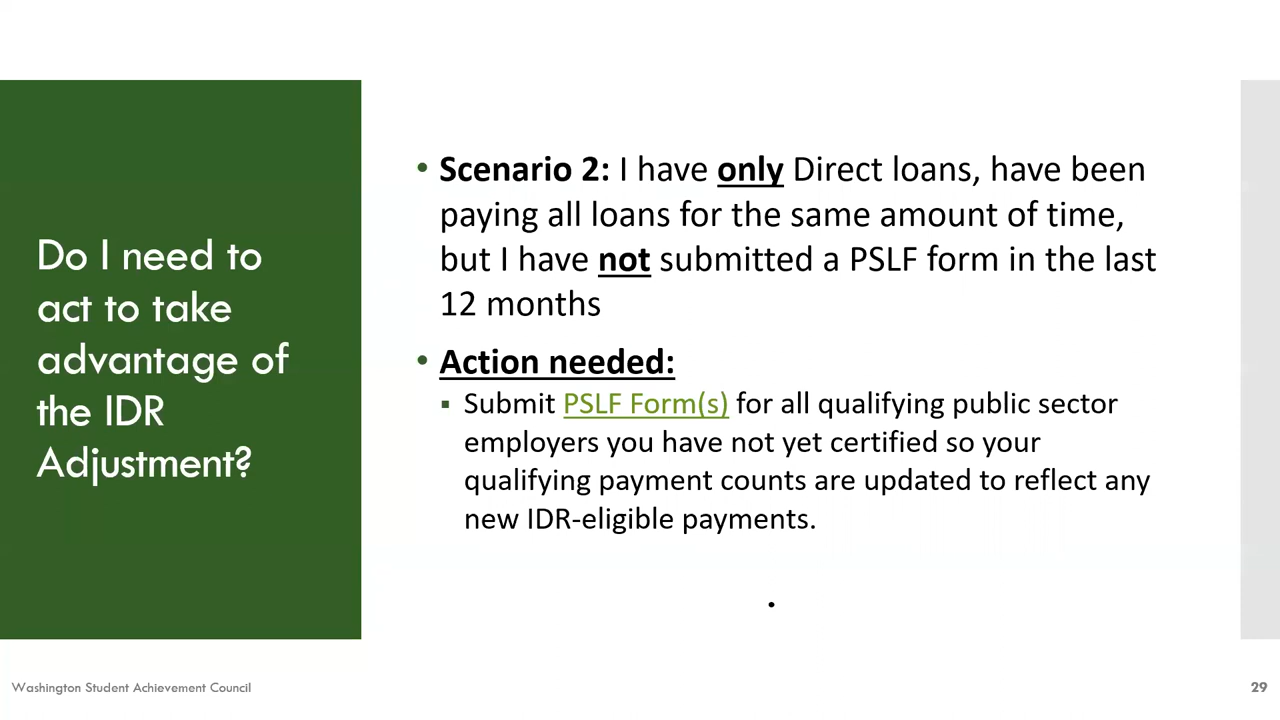 Do I need to
act to take
advantage of
the IDR
Adjustment?
• Scenario 2: I have only Direct loans, have been
paying all loans for the same amount of time,
but I have not submitted a PSLF form in the last
12 months
• Action needed:
▪ Submit PSLF Form(s) for all qualifying public sector
employers you have not yet certified so your
qualifying payment counts are updated to reflect any
new IDR-eligible payments.
.
Washington Student Achievement Council
29